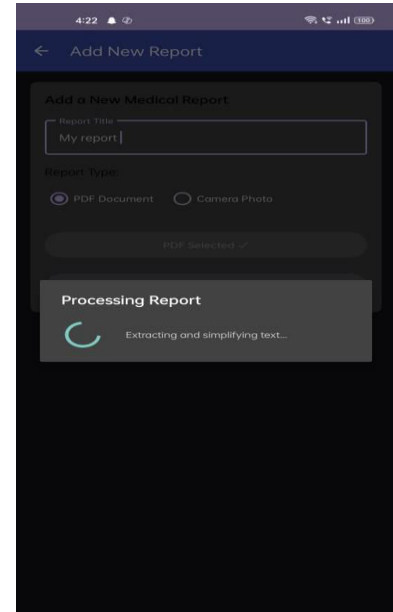 4:22
100
Add New Report
Add a New Medical Report
Report Title
My report
Report Type:
PDF Document
Camera Photo
PDF Selected ✓
Processing Report
Extracting and simplifying text...